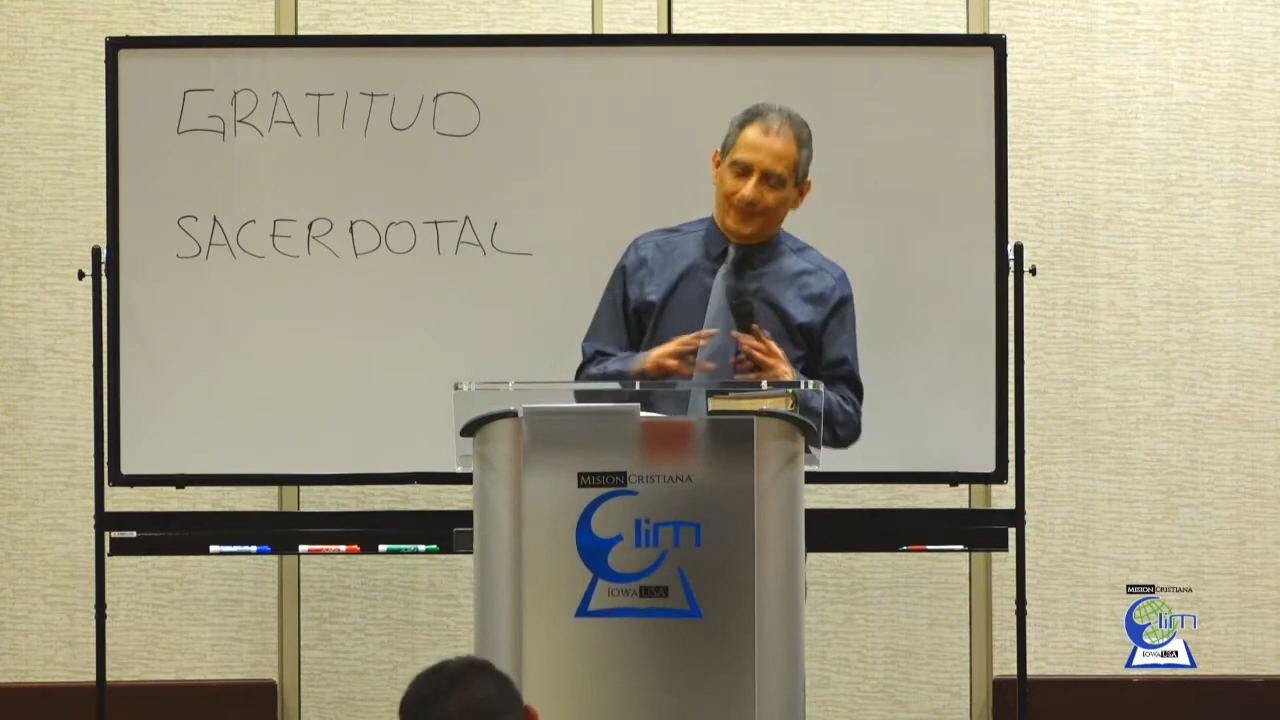 GRATITUD
SACERDOTAL
MISION CRISTIANA
Elim
IOWA USA
MISION CRISTIANA
Elim
IOWA USA